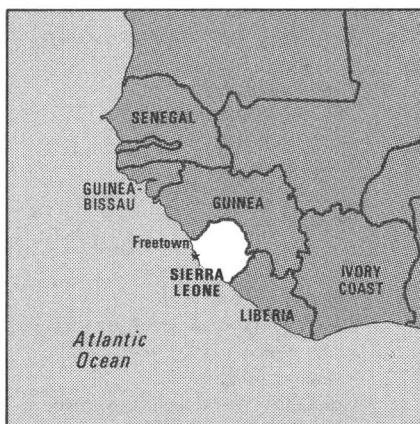 SENEGAL
GUINEA-
BISSAU
GUINEA
Freetown
SIERRA
LEONE
IVORY
COAST
LIBERIA
Atlantic
Ocean